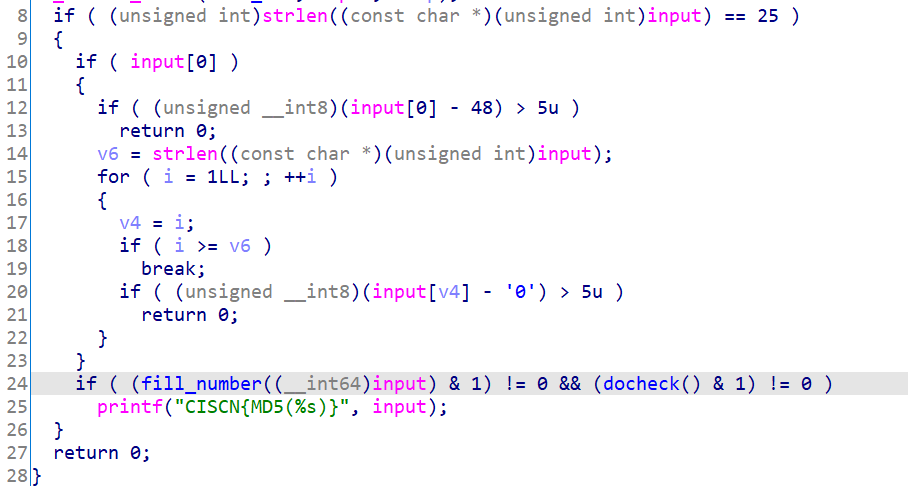 8 if ( (unsigned int)strlen((const char *)(unsigned int)input) == 25 )
9 {
10 if ( input[0] )
11 {
12 if ( (unsigned __int8)(input[0] - 48) > 5u )
13 return 0;
14 v6 = strlen((const char *)(unsigned int)input);
15 for ( i = 1LL; ; ++i )
16 {
17 v4 = i;
18 if ( i >= v6 )
19 break;
20 if ( (unsigned __int8)(input[v4] - '0') > 5u )
21 return 0;
22 }
23 }
24 if ( (fill_number((__int64)input) & 1) != 0 && (docheck() & 1) != 0 )
25 printf("CISCN{MD5(%s)}", input);
26 }
27 return 0;
28 }